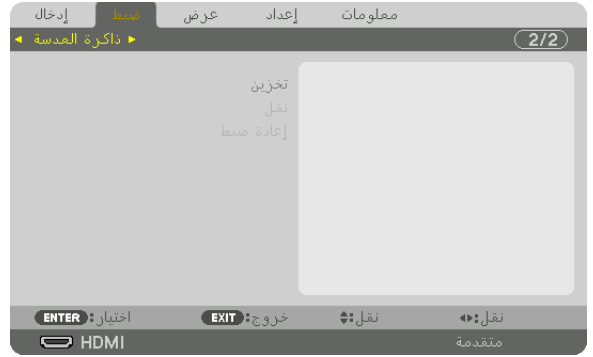 إدخال ضبط عرض إعداد معلومات
ذاكرة العدسة 2/2
تخزين
نقل
إعادة ضبط
ENTER:اختيار EXIT:خروج نقل: نقل:
HDMI متقدمة